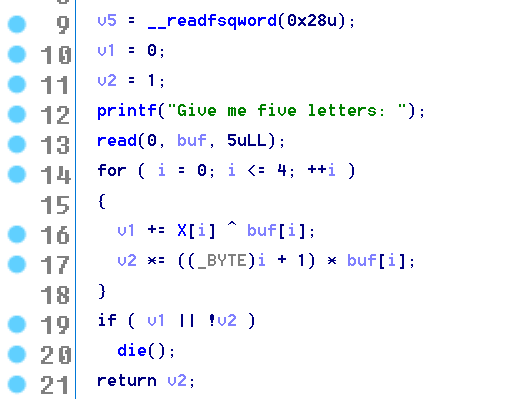 9 v5 = __readfsqword(0x28u);
10 v1 = 0;
11 v2 = 1;
12 printf("Give me five letters: ");
13 read(0, buf, 5uLL);
14 for ( i = 0; i <= 4; ++i )
15 {
16 v1 += X[i] ^ buf[i];
17 v2 *= ((_BYTE)i + 1) * buf[i];
18 }
19 if ( v1 || !v2 )
20 die();
21 return v2;